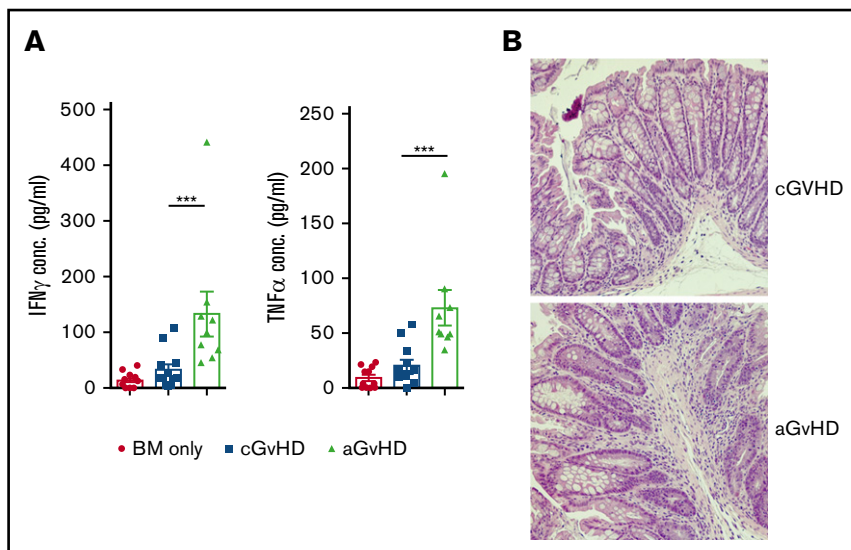 A
B
IFNγ conc. (pg/ml)
500
400
300
200
100
0
***
TNFα conc. (pg/ml)
250
200
150
100
50
0
***
BM only
cGvHD
aGvHD
cGVHD
aGvHD